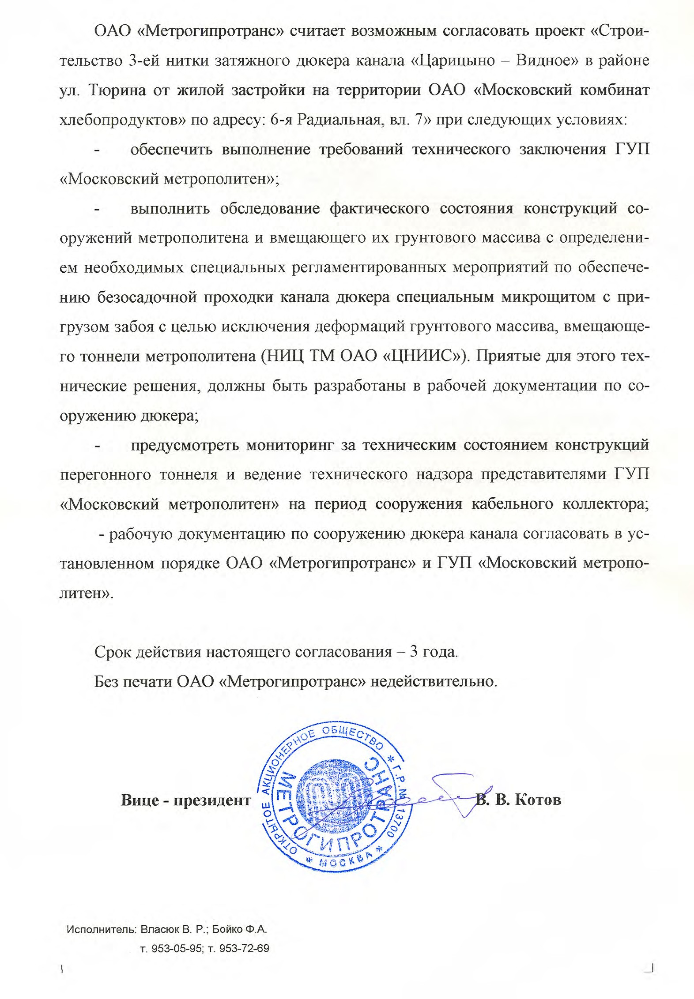 ОАО «Метрогипротранс» считает возможным согласовать проект «Строи-
тельство 3-ей нитки затяжного дюкера канала «Царицыно – Видное» в районе
ул. Тюрина от жилой застройки на территории ОАО «Московский комбинат
хлебопродуктов» по адресу: 6-я Радиальная, вл. 7» при следующих условиях:
- обеспечить выполнение требований технического заключения ГУП
«Московский метрополитен»;
- выполнить обследование фактического состояния конструкций со-
оружений метрополитена и вмещающего их грунтового массива с определени-
ем необходимых специальных регламентированных мероприятий по обеспече-
нию безосадочной проходки канала дюкера специальным микрощитом с при-
грузом забоя с целью исключения деформаций грунтового массива, вмещающе-
го тоннели метрополитена (НИЦ ТМ ОАО «ЦНИИС»). Приятые для этого тех-
нические решения, должны быть разработаны в рабочей документации по со-
оружению дюкера;
- предусмотреть мониторинг за техническим состоянием конструкций
перегонного тоннеля и ведение технического надзора представителями ГУП
«Московский метрополитен» на период сооружения кабельного коллектора;
- рабочую документацию по сооружению дюкера канала согласовать в ус-
тановленном порядке ОАО «Метрогипротранс» и ГУП «Московский метропо-
литен».
Срок действия настоящего согласования – 3 года.
Без печати ОАО «Метрогипротранс» недействительно.
ОТКРЫТОЕ АКЦИОНЕРНОЕ ОБЩЕСТВО * Г.Р.№ 13700 * МОСКВА *
МЕТРОГИПРОТРАНС
Вице - президент В. В. Котов
Исполнитель: Власюк В. Р.; Бойко Ф.А.
т. 953-05-95; т. 953-72-69